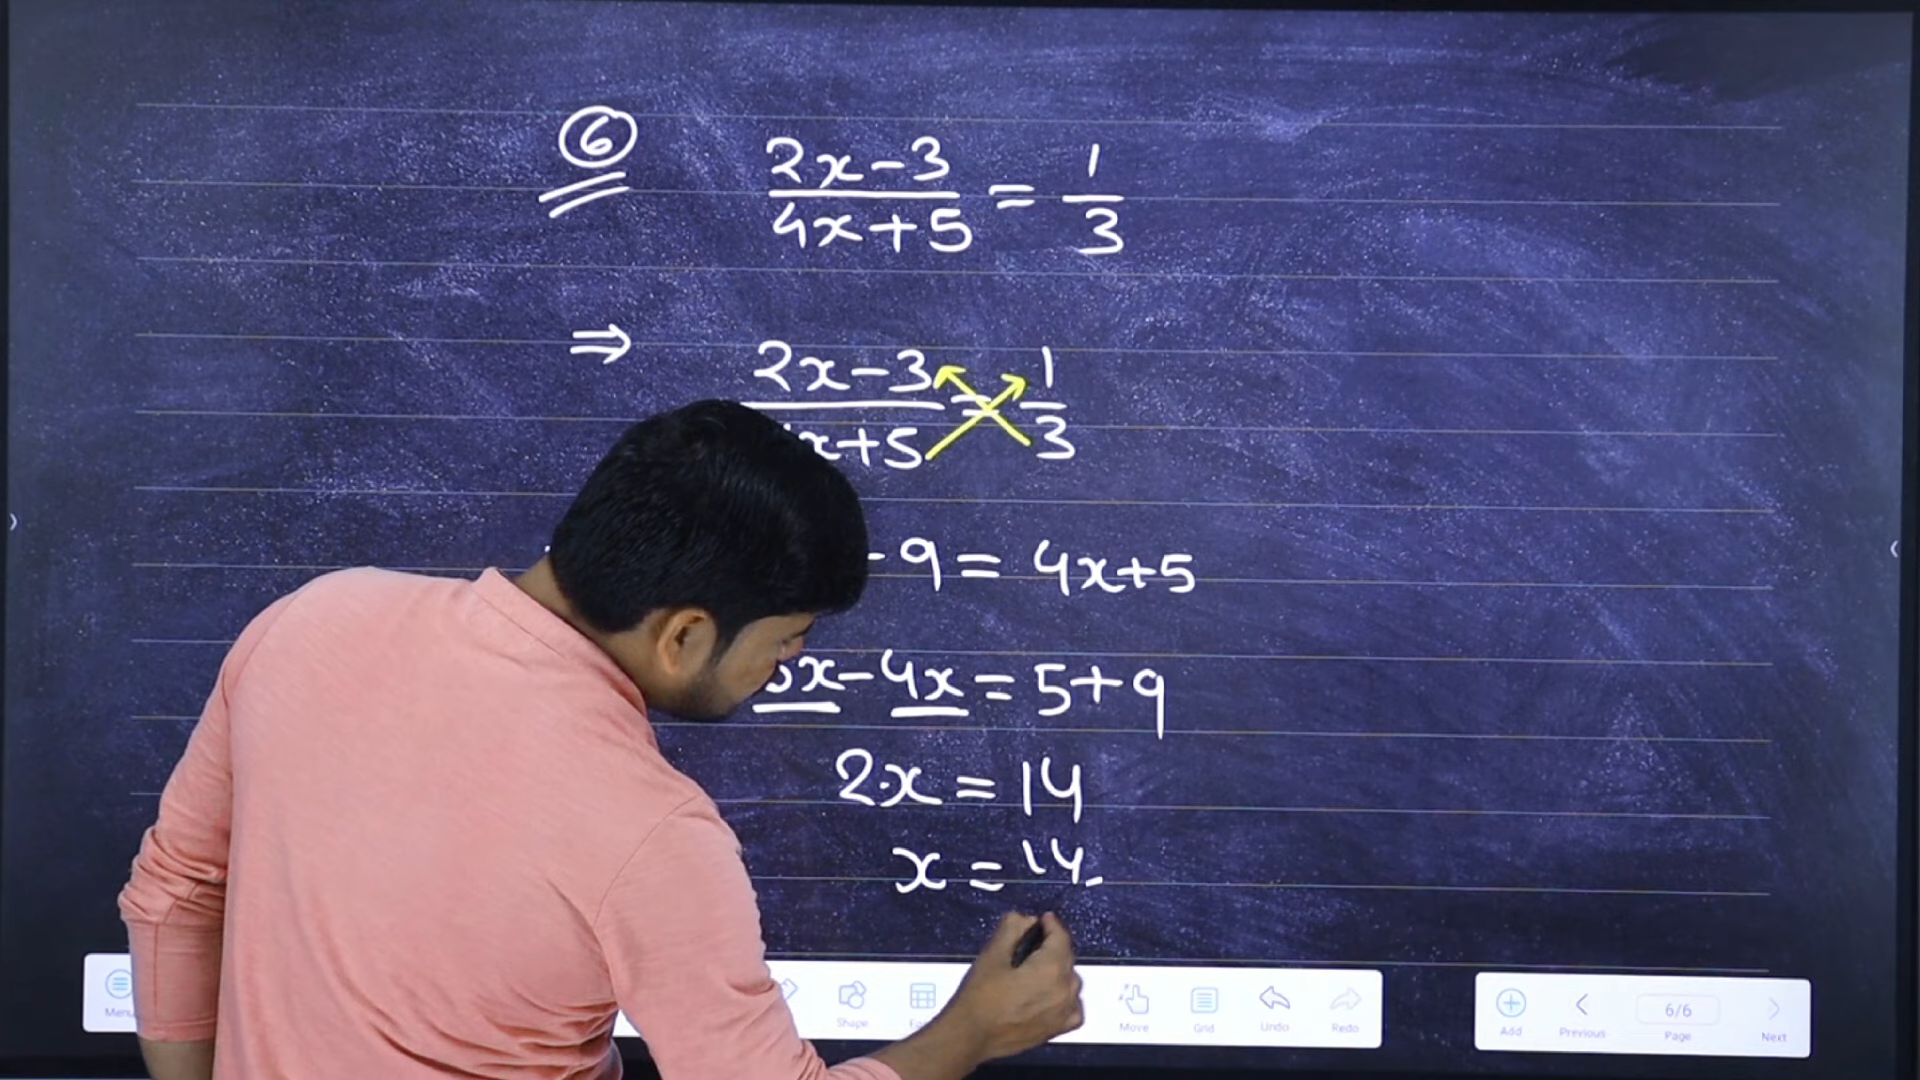 6
2x-3/4x+5 = 1/3
⇒ 2x-3/x+5 = 1/3
-9 = 4x+5
x-4x = 5+9
2x = 14
x = 14
Menu Shape Move Grid Undo Redo Add Previous 6/6 Page Next